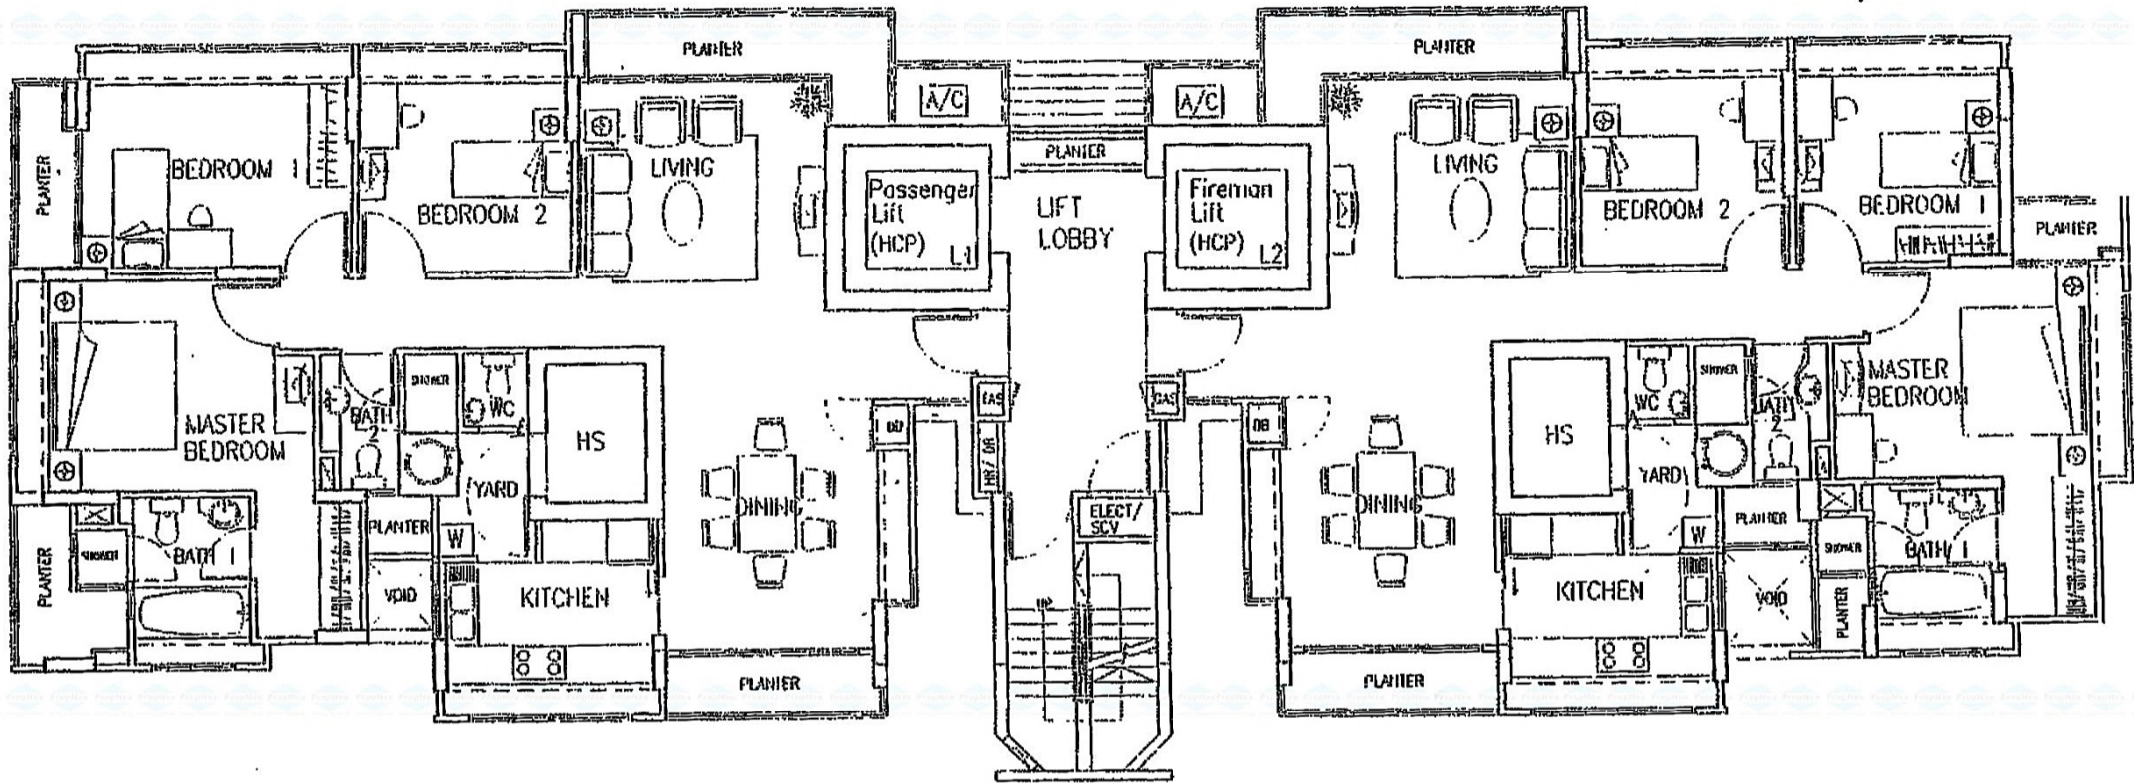 PLANTER
PLANTER
A/C
A/C
PLANTER
PLANTER
BEDROOM 1
BEDROOM 2
LIVING
Passenger
Lift
(HCP)
L1
LIFT
LOBBY
Fireman
Lift
(HCP)
L2
LIVING
BEDROOM 2
BEDROOM 1
PLANTER
MASTER
BEDROOM
BATH
2
SHOWER
WC
HS
YARD
DINING
GAS
HR/DR
DB
HS
WC
SHOWER
BATH
2
MASTER
BEDROOM
YARD
DINING
ELECT/
SCV
PLANTER
SHOWER
BATH 1
PLANTER
VOID
W
KITCHEN
UP
PLANTER
PLANTER
KITCHEN
W
PLANTER
VOID
SHOWER
PLANTER
BATH 1